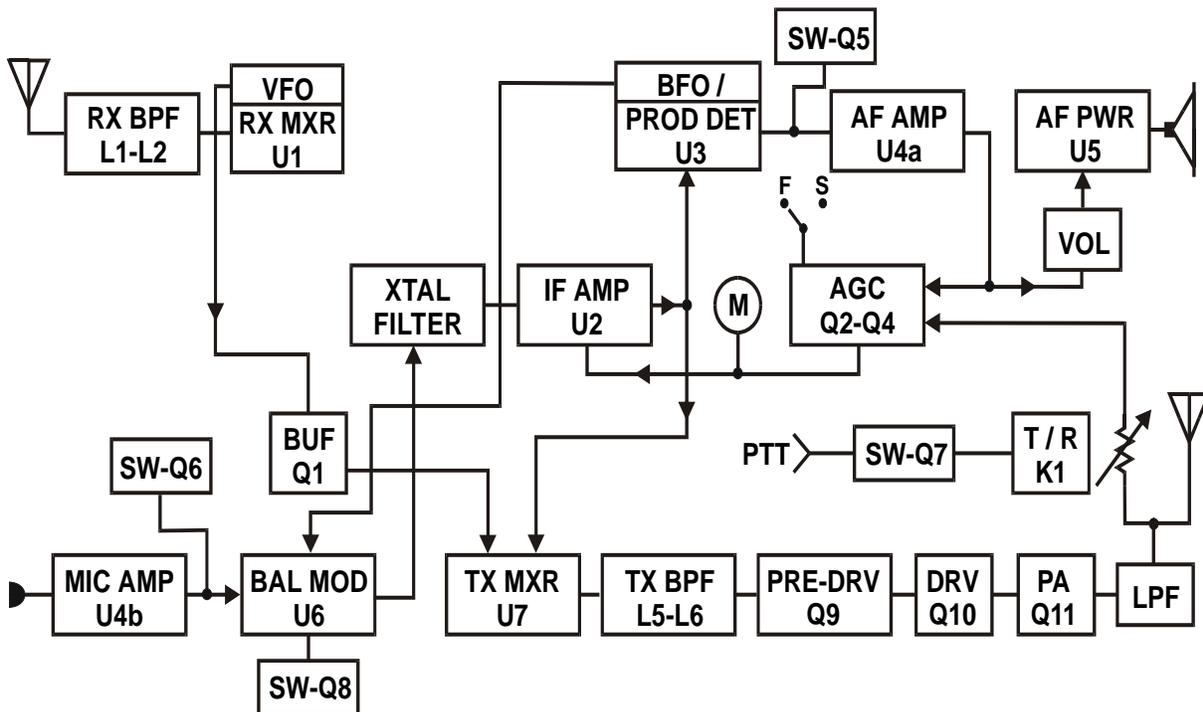 SW-Q5
VFO
RX MXR
U1
RX BPF
L1-L2
BFO /
PROD DET
U3
AF AMP
U4a
AF PWR
U5
F S
VOL
XTAL
FILTER
IF AMP
U2
M
AGC
Q2-Q4
BUF
Q1
SW-Q6
PTT
SW-Q7
T / R
K1
MIC AMP
U4b
BAL MOD
U6
TX MXR
U7
TX BPF
L5-L6
PRE-DRV
Q9
DRV
Q10
PA
Q11
LPF
SW-Q8